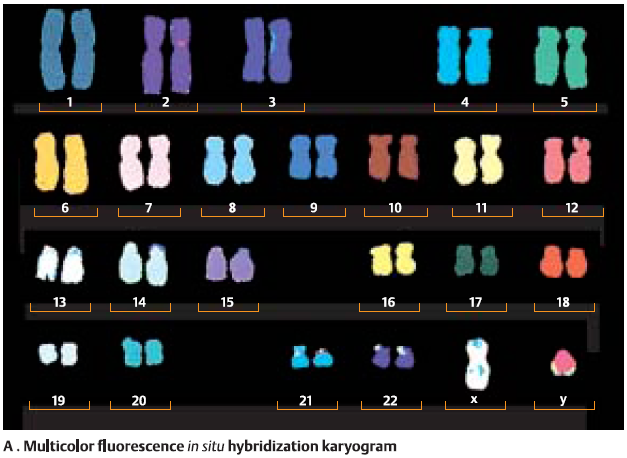 1 2 3 4 5
6 7 8 9 10 11 12
13 14 15 16 17 18
19 20 21 22 x y
A . Multicolor fluorescence in situ hybridization karyogram